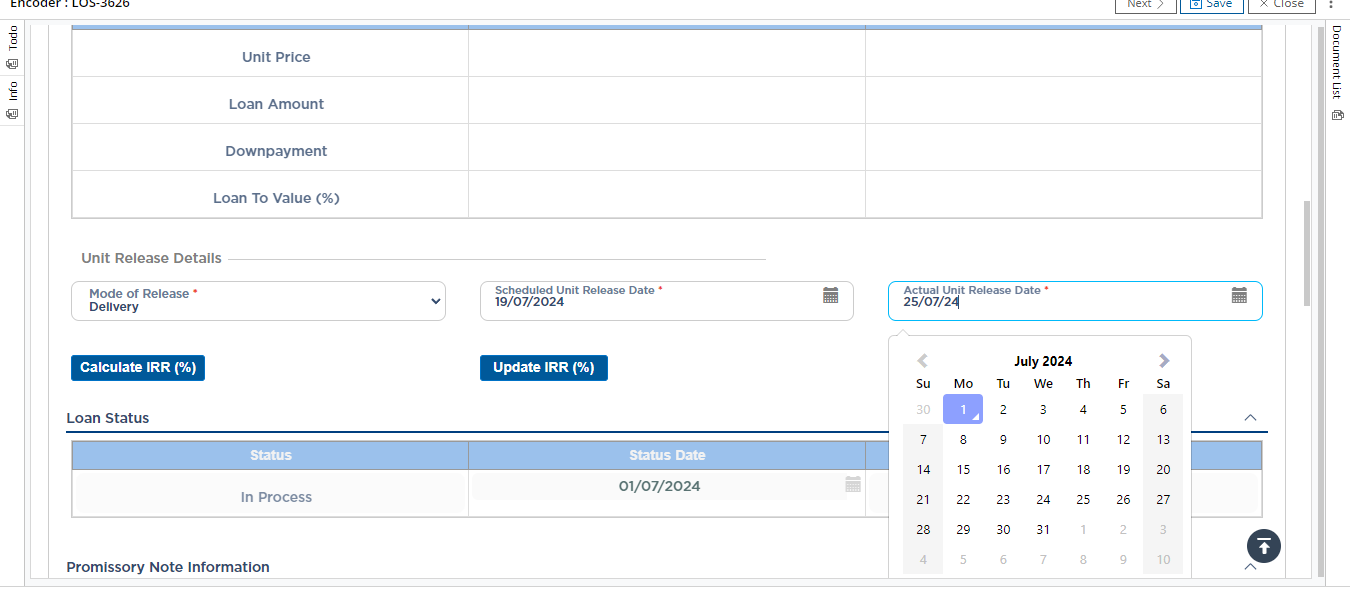 Encoder : LOS-3626
Next
Save
Close
Todo
Info
Document List
Unit Price
Loan Amount
Downpayment
Loan To Value (%)
Unit Release Details
Mode of Release *
Delivery
Scheduled Unit Release Date *
19/07/2024
Actual Unit Release Date *
25/07/24
Calculate IRR (%)
Update IRR (%)
July 2024
Su Mo Tu We Th Fr Sa
30 1 2 3 4 5 6
7 8 9 10 11 12 13
14 15 16 17 18 19 20
21 22 23 24 25 26 27
28 29 30 31 1 2 3
4 5 6 7 8 9 10
Loan Status
Status Status Date
In Process 01/07/2024
Promissory Note Information